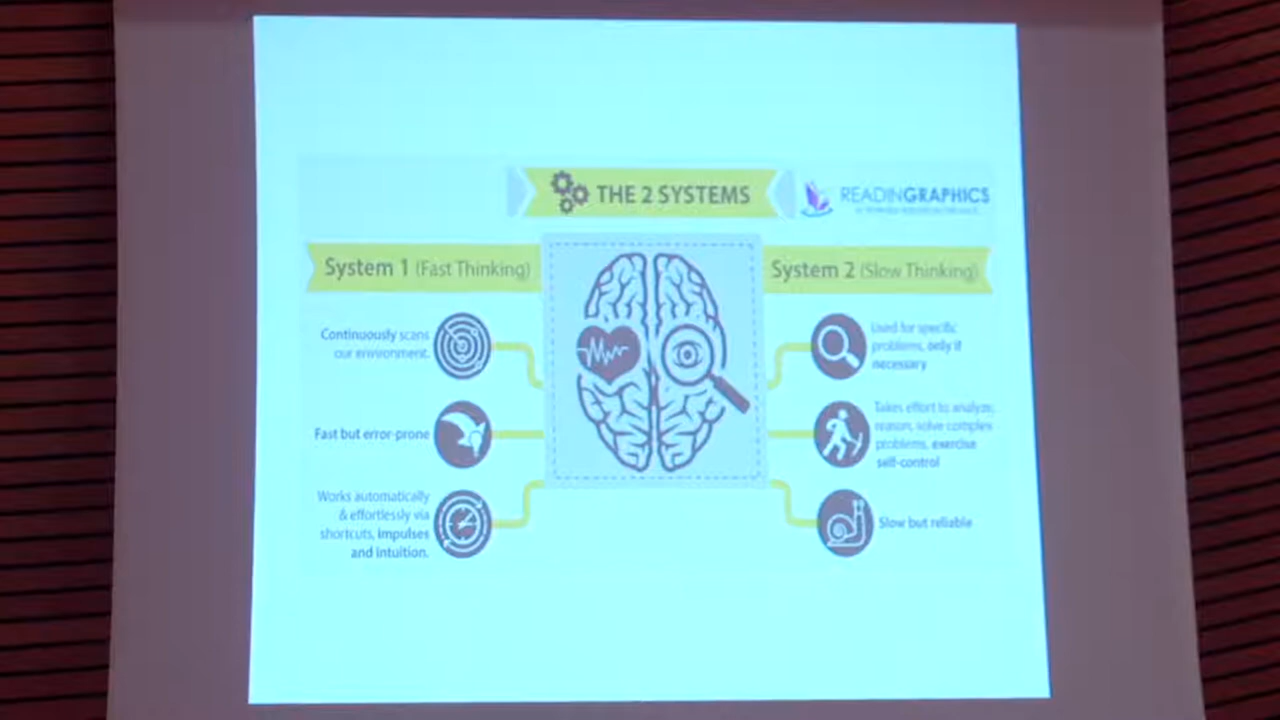 THE 2 SYSTEMS
READINGRAPHICS
System 1 (Fast Thinking)
Continuously scans
our environment.
Fast but error-prone
Works automatically
& effortlessly via
shortcuts, impulses
and intuition.
System 2 (Slow Thinking)
Used for specific
problems, only if
necessary
Takes effort to analyze,
reason, solve complex
problems, exercise
self-control
Slow but reliable